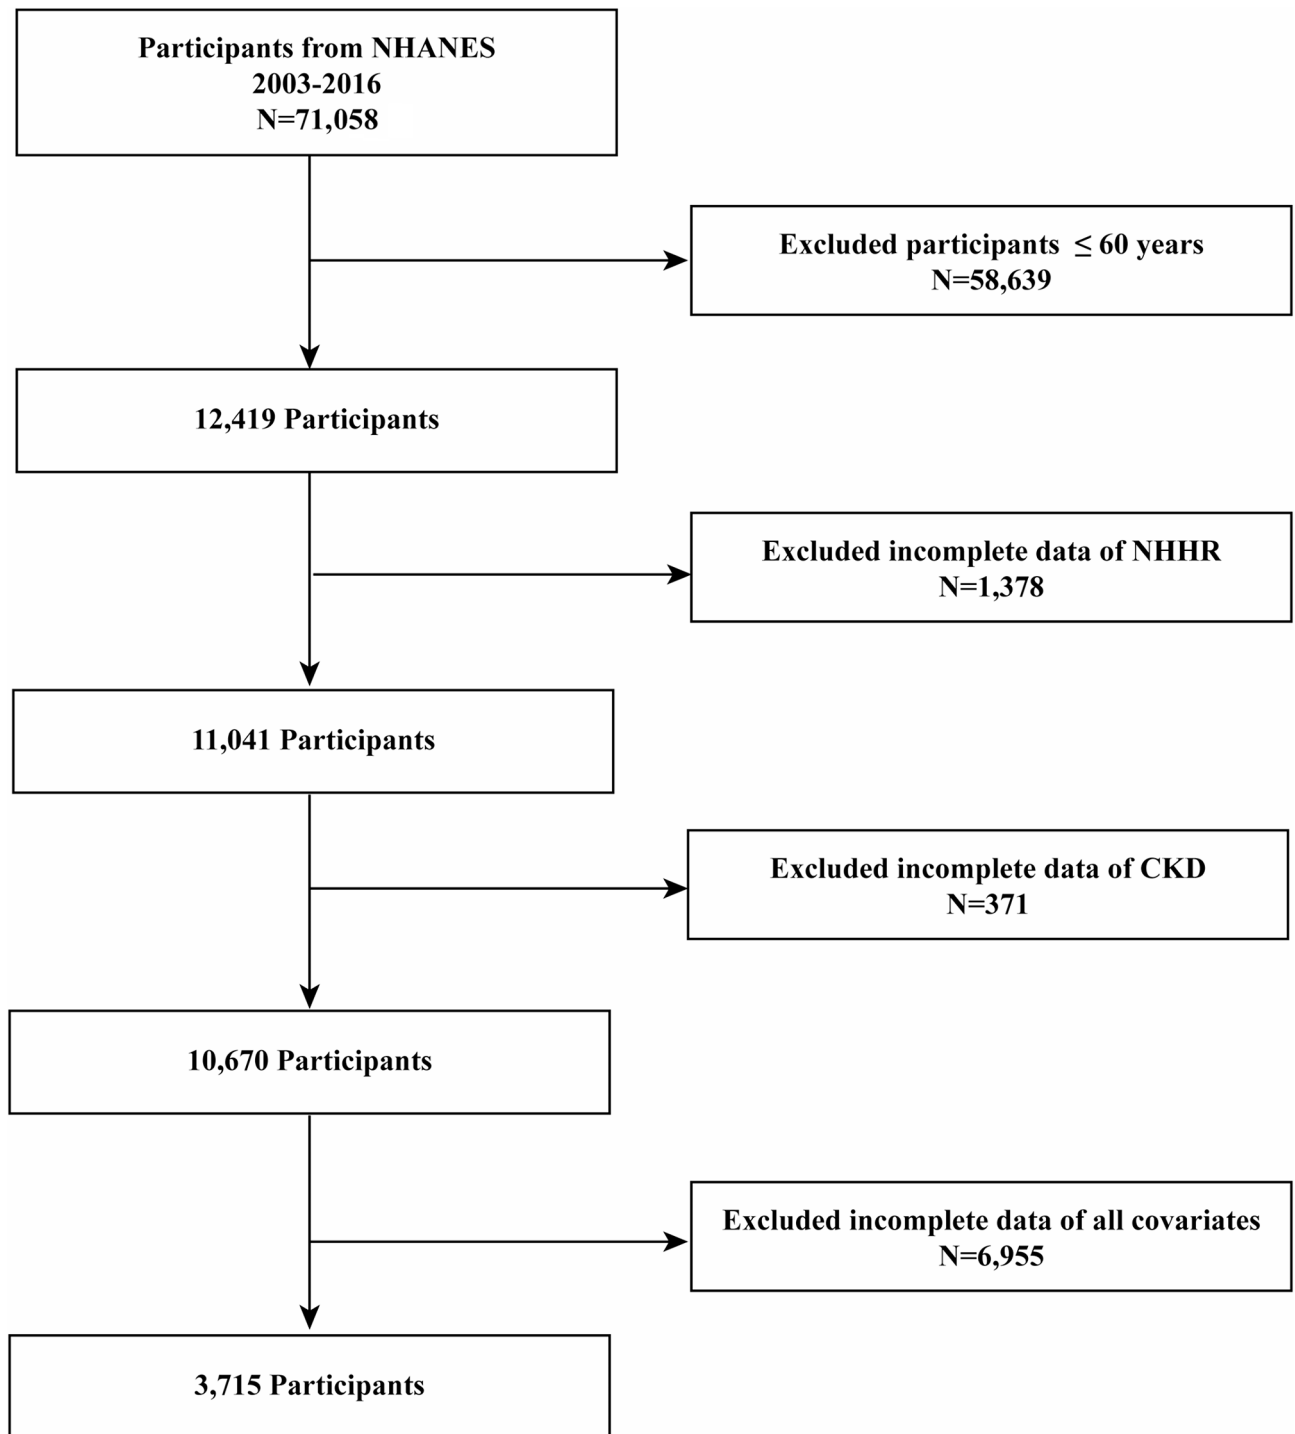 Participants from NHANES
2003-2016
N=71,058
Excluded participants ≤ 60 years
N=58,639
12,419 Participants
Excluded incomplete data of NHHR
N=1,378
11,041 Participants
Excluded incomplete data of CKD
N=371
10,670 Participants
Excluded incomplete data of all covariates
N=6,955
3,715 Participants